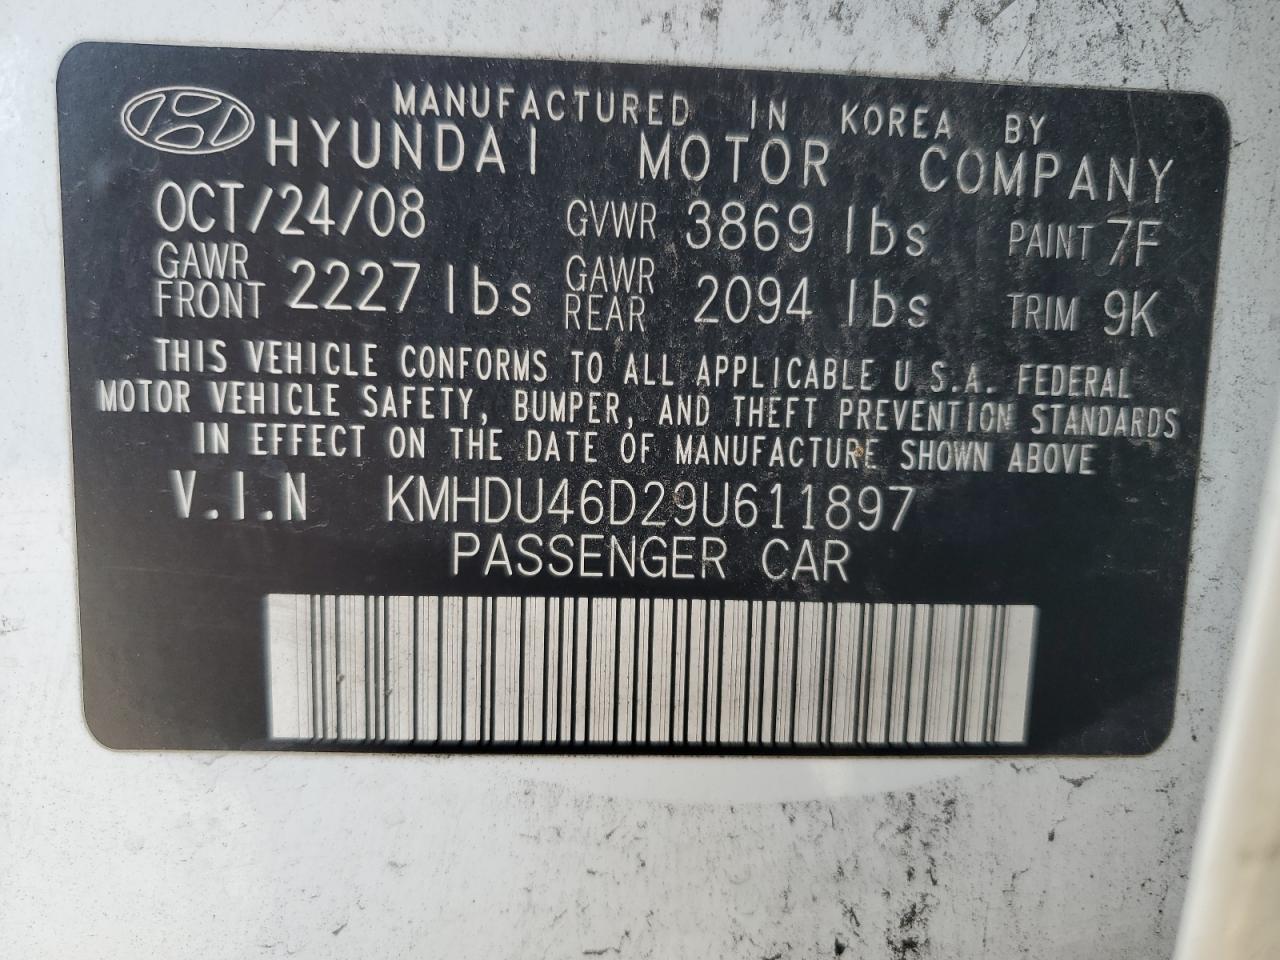 MANUFACTURED IN KOREA BY
HYUNDAI MOTOR COMPANY
OCT/24/08 GVWR 3869 lbs PAINT 7F
GAWR FRONT 2227 lbs GAWR REAR 2094 lbs TRIM 9K
THIS VEHICLE CONFORMS TO ALL APPLICABLE U.S.A. FEDERAL
MOTOR VEHICLE SAFETY, BUMPER, AND THEFT PREVENTION STANDARDS
IN EFFECT ON THE DATE OF MANUFACTURE SHOWN ABOVE
V.I.N KMHDU46D29U611897
PASSENGER CAR